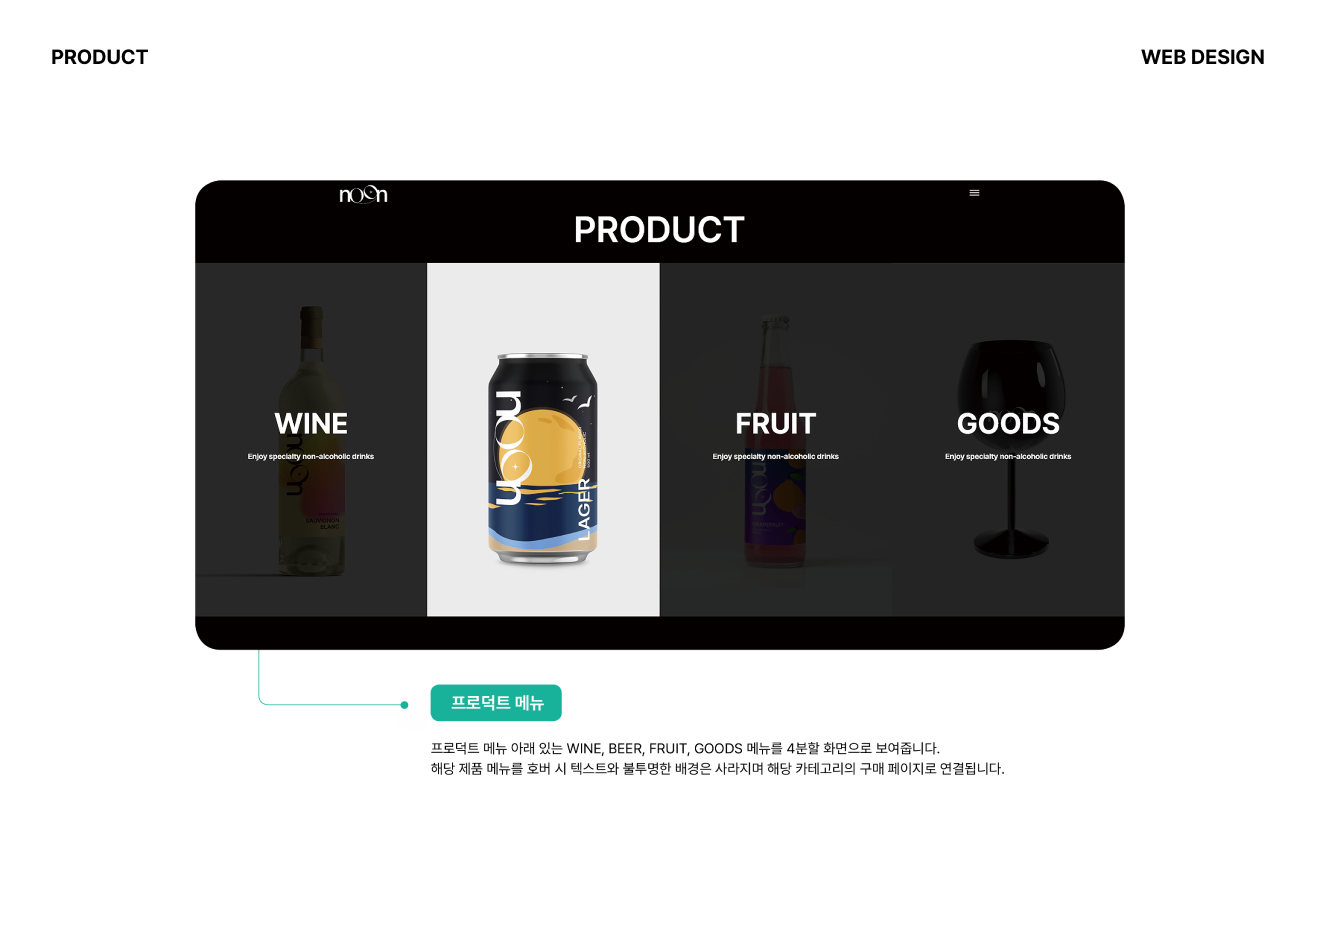 PRODUCT
WEB DESIGN
noon
PRODUCT
WINE
Enjoy specialty non-alcoholic drinks
noon
SAUVIGNON
BLANC
noon
LAGER
FRUIT
Enjoy specialty non-alcoholic drinks
noon
GOODS
Enjoy specialty non-alcoholic drinks
프로덕트 메뉴
프로덕트 메뉴 아래 있는 WINE, BEER, FRUIT, GOODS 메뉴를 4분할 화면으로 보여줍니다.
해당 제품 메뉴를 호버 시 텍스트와 불투명한 배경은 사라지며 해당 카테고리의 구매 페이지로 연결됩니다.